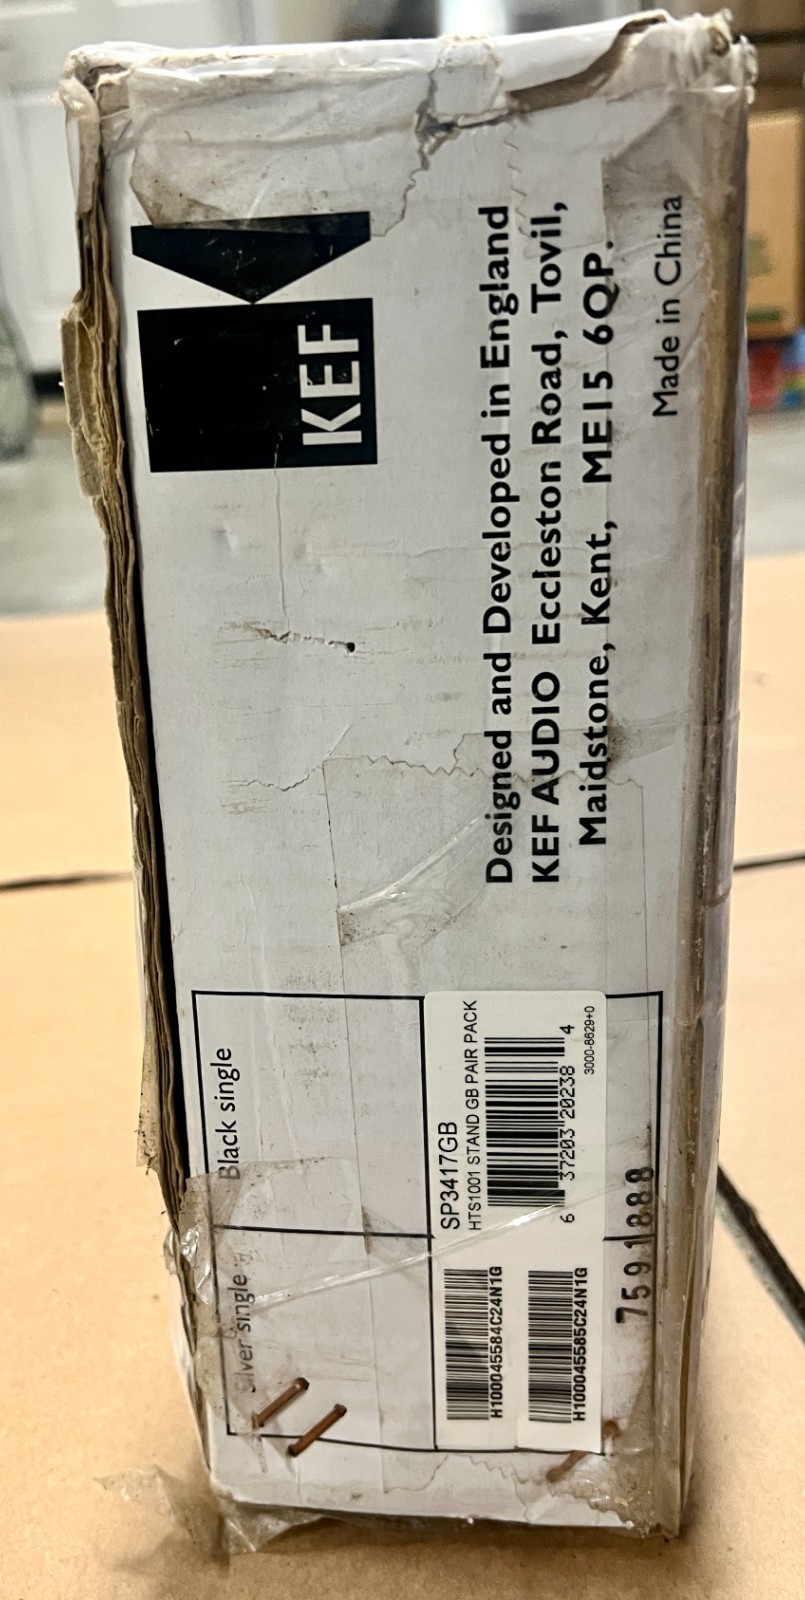 KEF
Designed and Developed in England
KEF AUDIO Eccleston Road, Tovil,
Maidstone, Kent, ME15 6QP.
Made in China
Silver single
Black single
SP3417GB
HTS1001 STAND GB PAIR PACK
6 37203 20238 4
3000-8629+0
H100045584C24N1G
H100045585C24N1G
7591888